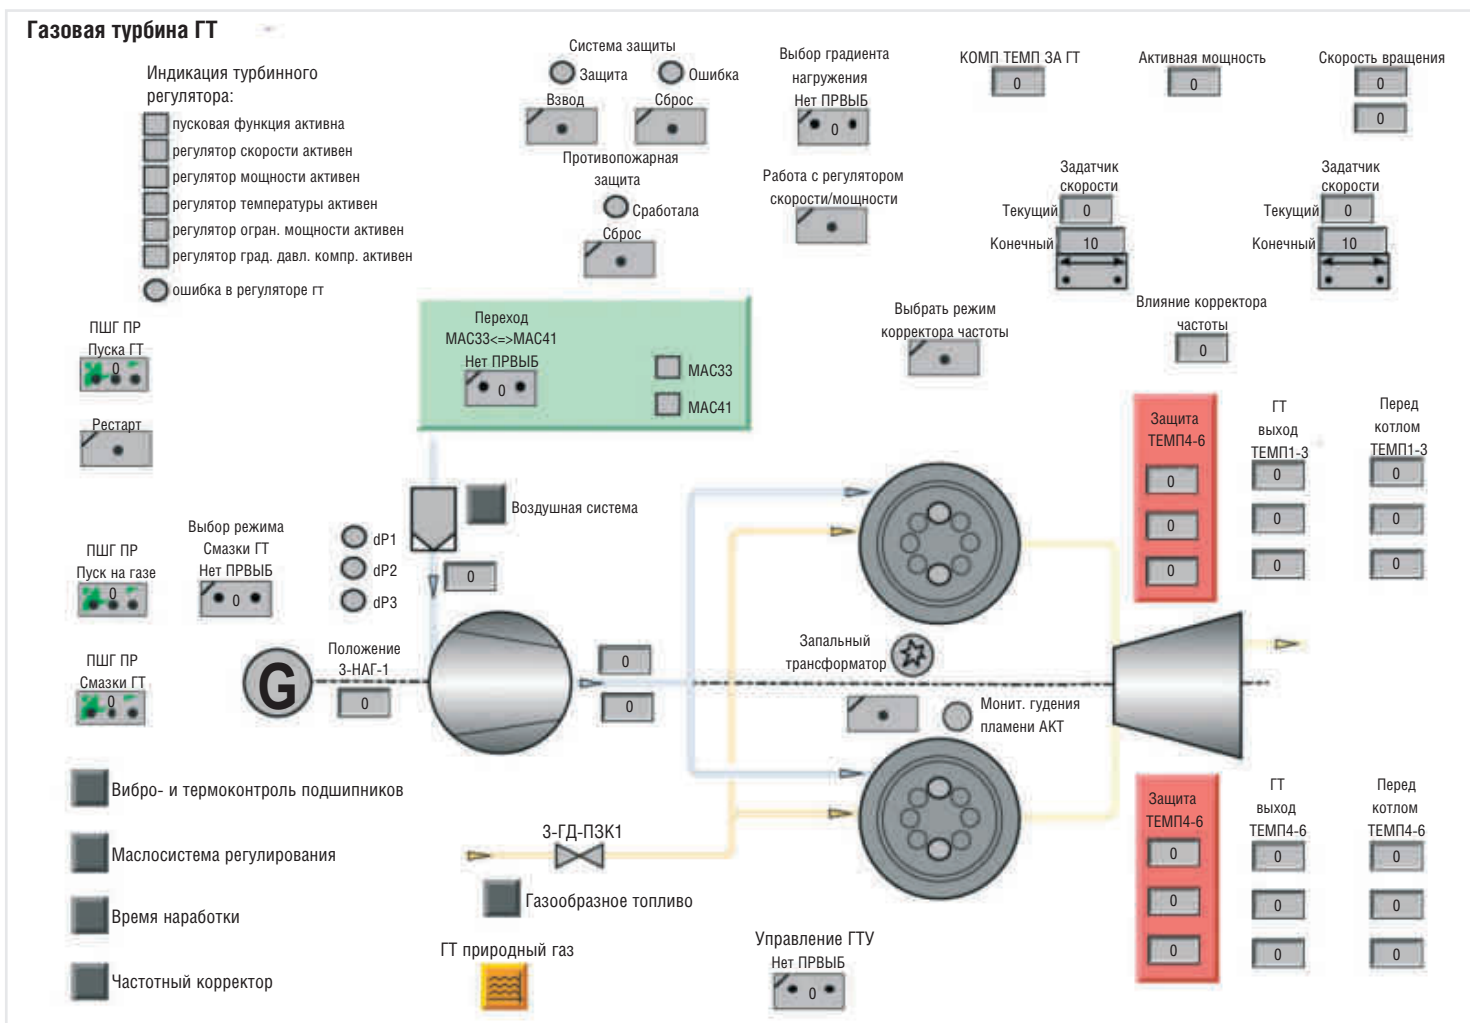 Газовая турбина ГТ
Индикация турбинного
регулятора:
пусковая функция активна
регулятор скорости активен
регулятор мощности активен
регулятор температуры активен
регулятор огран. мощности активен
регулятор град. давл. компр. активен
ошибка в регуляторе гт
Система защиты
Защита
Ошибка
Взвод
Сброс
Противопожарная
защита
Сработала
Сброс
Выбор градиента
нагружения
Нет ПРВЫБ
0
Работа с регулятором
скорости/мощности
КОМП ТЕМП ЗА ГТ
0
Активная мощность
0
Скорость вращения
0
0
Задатчик
скорости
Текущий 0
Конечный 10
Задатчик
скорости
Текущий 0
Конечный 10
Выбрать режим
корректора частоты
Влияние корректора
частоты
0
ПШГ ПР
Пуска ГТ
0
Рестарт
Переход
МАС33<=>МАС41
Нет ПРВЫБ
0
МАС33
МАС41
Воздушная система
0
dP1
dP2
dP3
ПШГ ПР
Пуск на газе
0
Выбор режима
Смазки ГТ
Нет ПРВЫБ
0
ПШГ ПР
Смазки ГТ
0
G
Положение
3-НАГ-1
0
0
0
Запальный
трансформатор
Монит. гудения
пламени АКТ
Защита
ТЕМП4-6
0
0
0
ГТ
выход
ТЕМП1-3
0
0
0
Перед
котлом
ТЕМП1-3
0
0
0
Вибро- и термоконтроль подшипников
Маслосистема регулирования
Время наработки
Частотный корректор
3-ГД-ПЗК1
Газообразное топливо
ГТ природный газ
Управление ГТУ
Нет ПРВЫБ
0
Защита
ТЕМП4-6
0
0
0
ГТ
выход
ТЕМП4-6
0
0
0
Перед
котлом
ТЕМП4-6
0
0
0